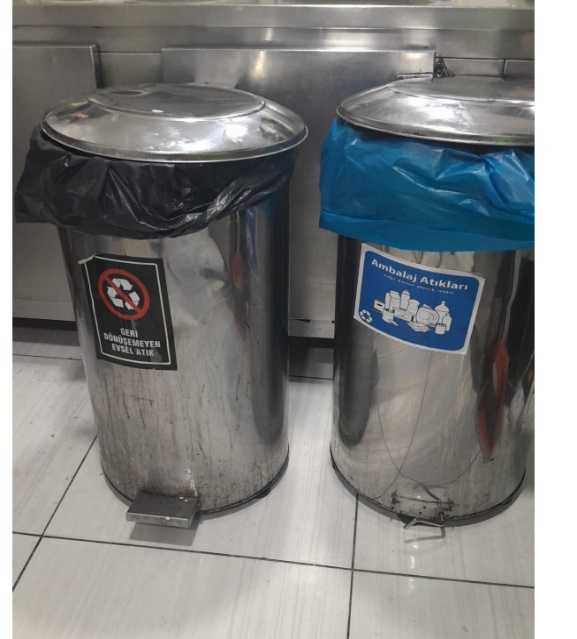 GERİ
DÖNÜŞEMEYEN
EVSEL ATIK
Ambalaj Atıkları